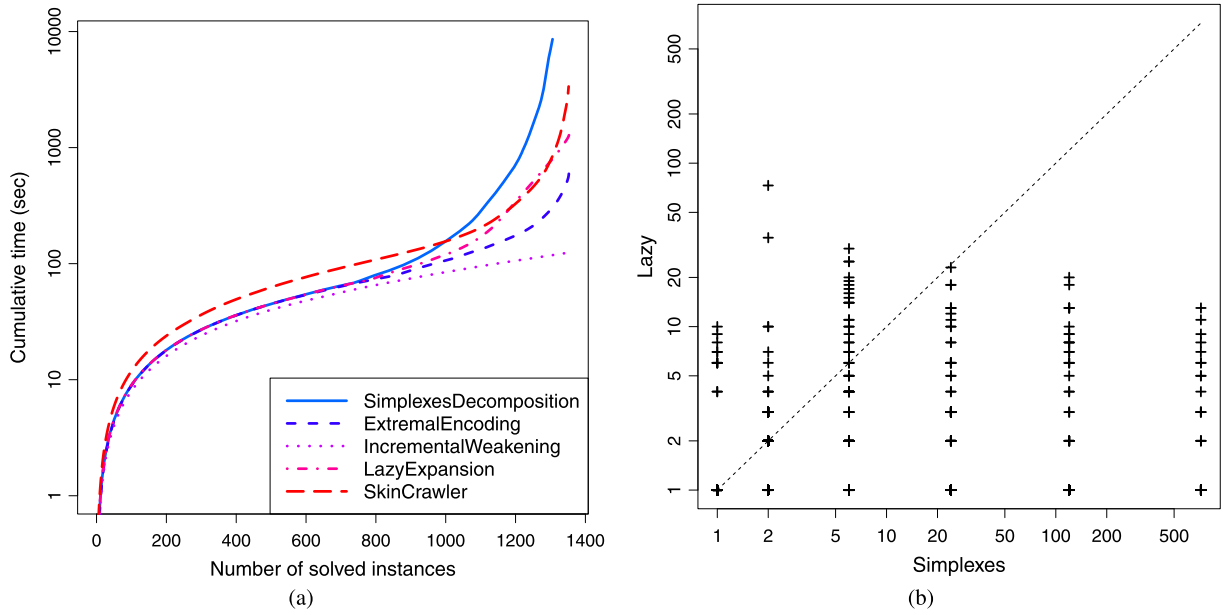 10000
1000
100
10
1
Cumulative time (sec)
SimplexesDecomposition
ExtremalEncoding
IncrementalWeakening
LazyExpansion
SkinCrawler
0 200 400 600 800 1000 1200 1400
Number of solved instances
(a)
500
200
100
50
20
10
5
2
1
Lazy
1 2 5 10 20 50 100 200 500
Simplexes
(b)